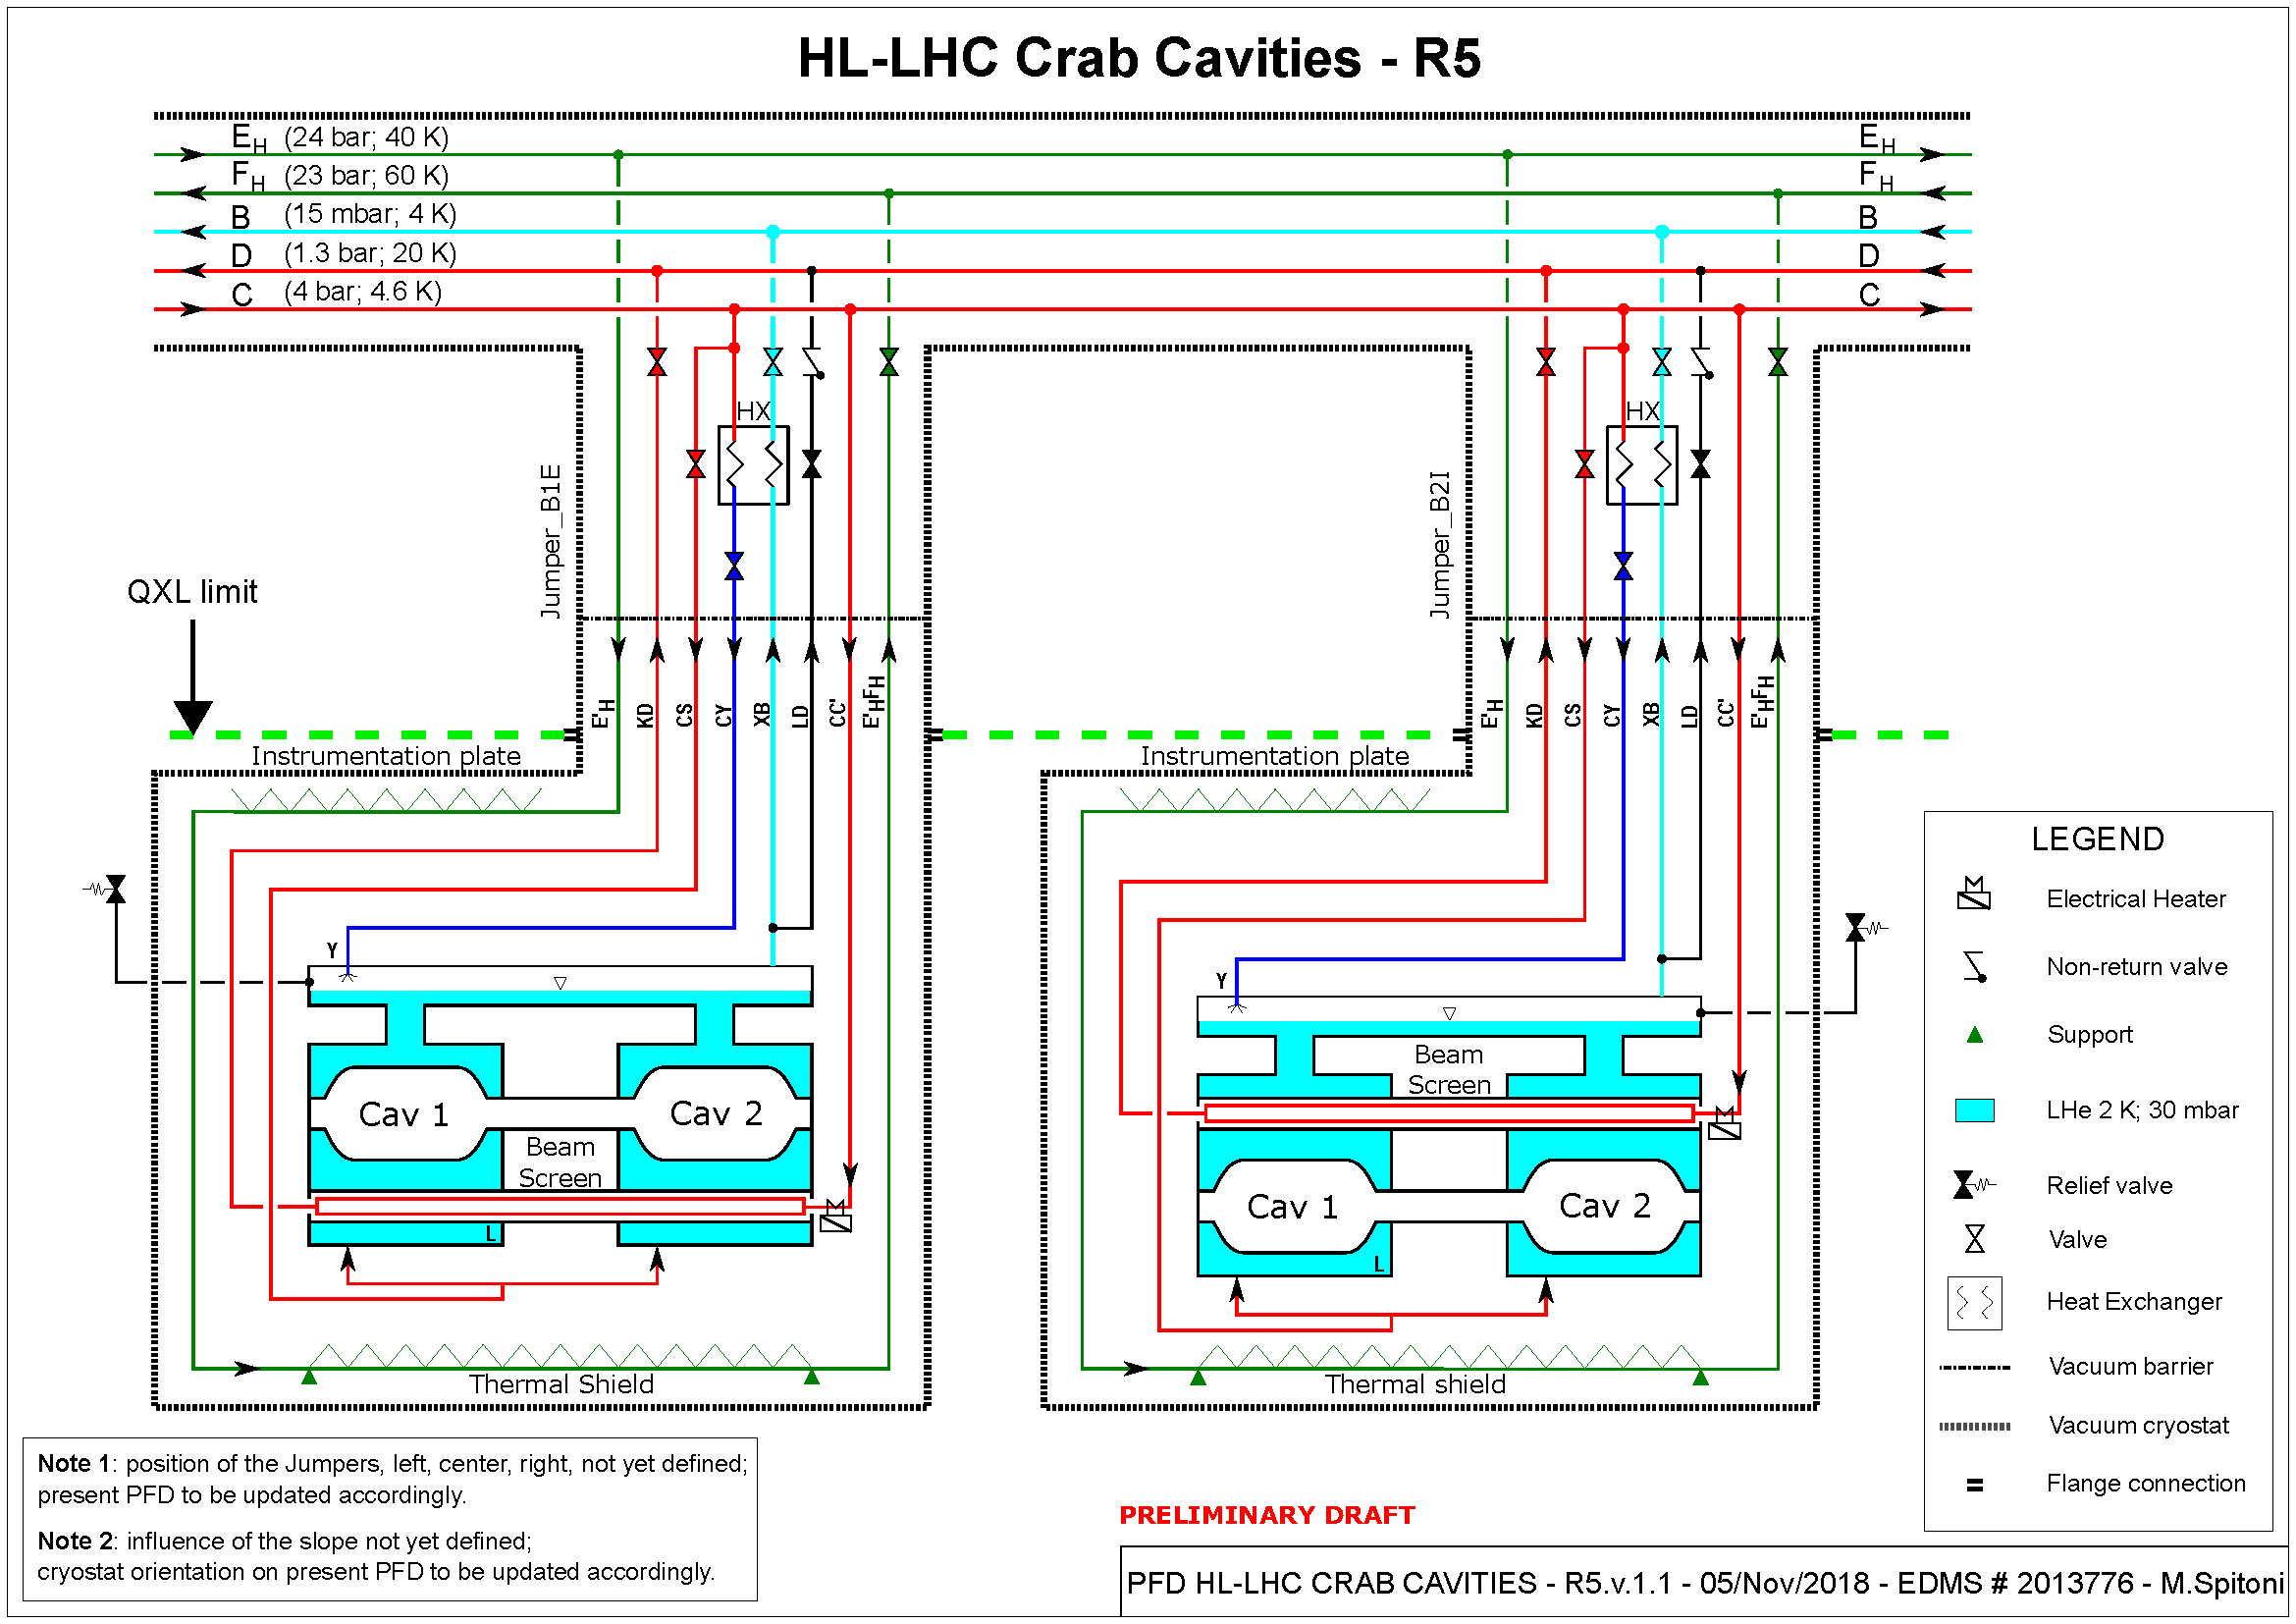 HL-LHC Crab Cavities - R5
EH (24 bar; 40 K) EH
FH (23 bar; 60 K) FH
B (15 mbar; 4 K) B
D (1.3 bar; 20 K) D
C (4 bar; 4.6 K) C
HX
HX
Jumper_B1E
Jumper_B2I
QXL limit
E'H KD CS CY XB LD CC' E'HFH
E'H KD CS CY XB LD CC' E'HFH
Instrumentation plate
Instrumentation plate
Y
Cav 1
Cav 2
Beam
Screen
L
Thermal Shield
Y
Beam
Screen
Cav 1
Cav 2
L
Thermal shield
LEGEND
Electrical Heater
Non-return valve
Support
LHe 2 K; 30 mbar
Relief valve
Valve
Heat Exchanger
Vacuum barrier
Vacuum cryostat
Flange connection
Note 1: position of the Jumpers, left, center, right, not yet defined;
present PFD to be updated accordingly.
Note 2: influence of the slope not yet defined;
cryostat orientation on present PFD to be updated accordingly.
PRELIMINARY DRAFT
PFD HL-LHC CRAB CAVITIES - R5.v.1.1 - 05/Nov/2018 - EDMS # 2013776 - M.Spitoni